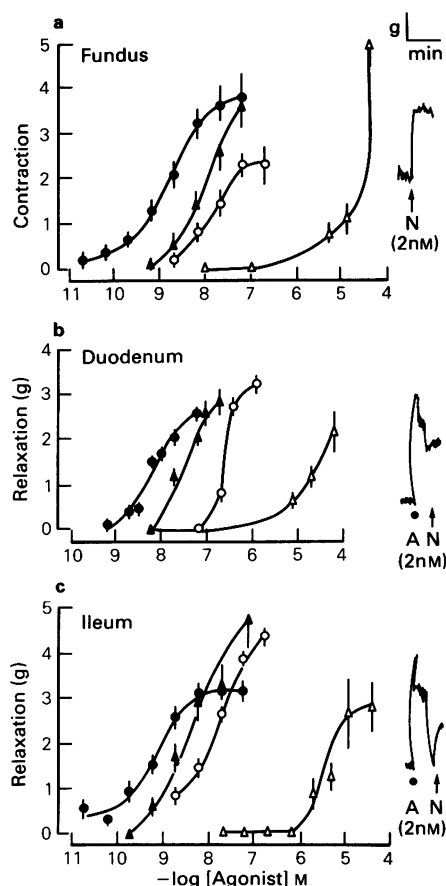 a
Fundus
g
min
Contraction
5
4
3
2
1
0
11 10 9 8 7 6 5 4
N
(2nM)
b
Duodenum
Relaxation (g)
4
3
2
1
0
10 9 8 7 6 5 4
A N
(2nM)
c
Ileum
Relaxation (g)
5
4
3
2
1
0
11 10 9 8 7 6 5 4
−log [Agonist] M
A N
(2nM)